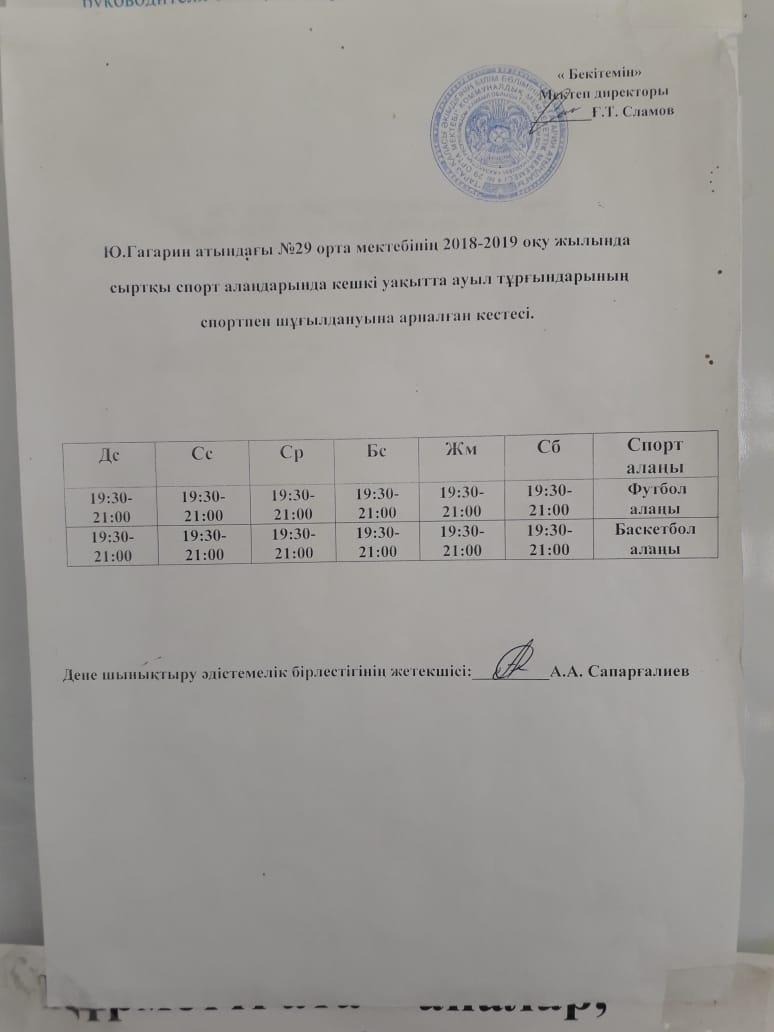 « Бекітемін»
Мектеп директоры
Ғ.Т. Сламов
Ю.Гагарин атындағы №29 орта мектебінің 2018-2019 оқу жылында
сыртқы спорт алаңдарында кешкі уақытта ауыл тұрғындарының
спортпен шұғылдануына арналған кестесі.
Дс Сс Ср Бс Жм Сб Спорт алаңы
19:30-21:00 19:30-21:00 19:30-21:00 19:30-21:00 19:30-21:00 19:30-21:00 Футбол алаңы
19:30-21:00 19:30-21:00 19:30-21:00 19:30-21:00 19:30-21:00 19:30-21:00 Баскетбол алаңы
Дене шынықтыру әдістемелік бірлестігінің жетекшісі:__________А.А. Сапарғалиев